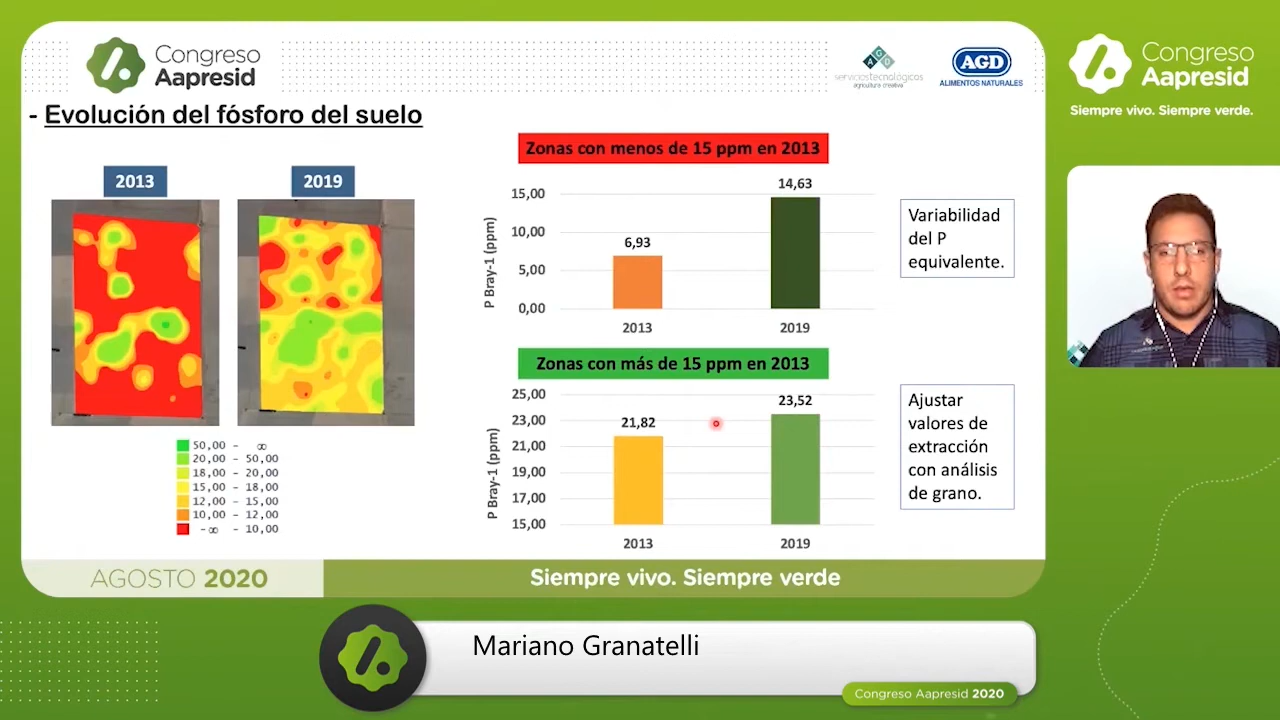 Congreso
Aapresid
serviciostecnológicos
agricultura creativa
AGD
ALIMENTOS NATURALES
Congreso
Aapresid
Siempre vivo. Siempre verde.
- Evolución del fósforo del suelo
2013
2019
50,00 - ∞
20,00 - 50,00
18,00 - 20,00
15,00 - 18,00
12,00 - 15,00
10,00 - 12,00
-∞ - 10,00
Zonas con menos de 15 ppm en 2013
P Bray-1 (ppm)
15,00
10,00
5,00
0,00
6,93
14,63
2013
2019
Variabilidad
del P
equivalente.
Zonas con más de 15 ppm en 2013
P Bray-1 (ppm)
25,00
23,00
21,00
19,00
17,00
15,00
21,82
23,52
2013
2019
Ajustar
valores de
extracción
con análisis
de grano.
AGOSTO 2020
Siempre vivo. Siempre verde
Mariano Granatelli
Congreso Aapresid 2020